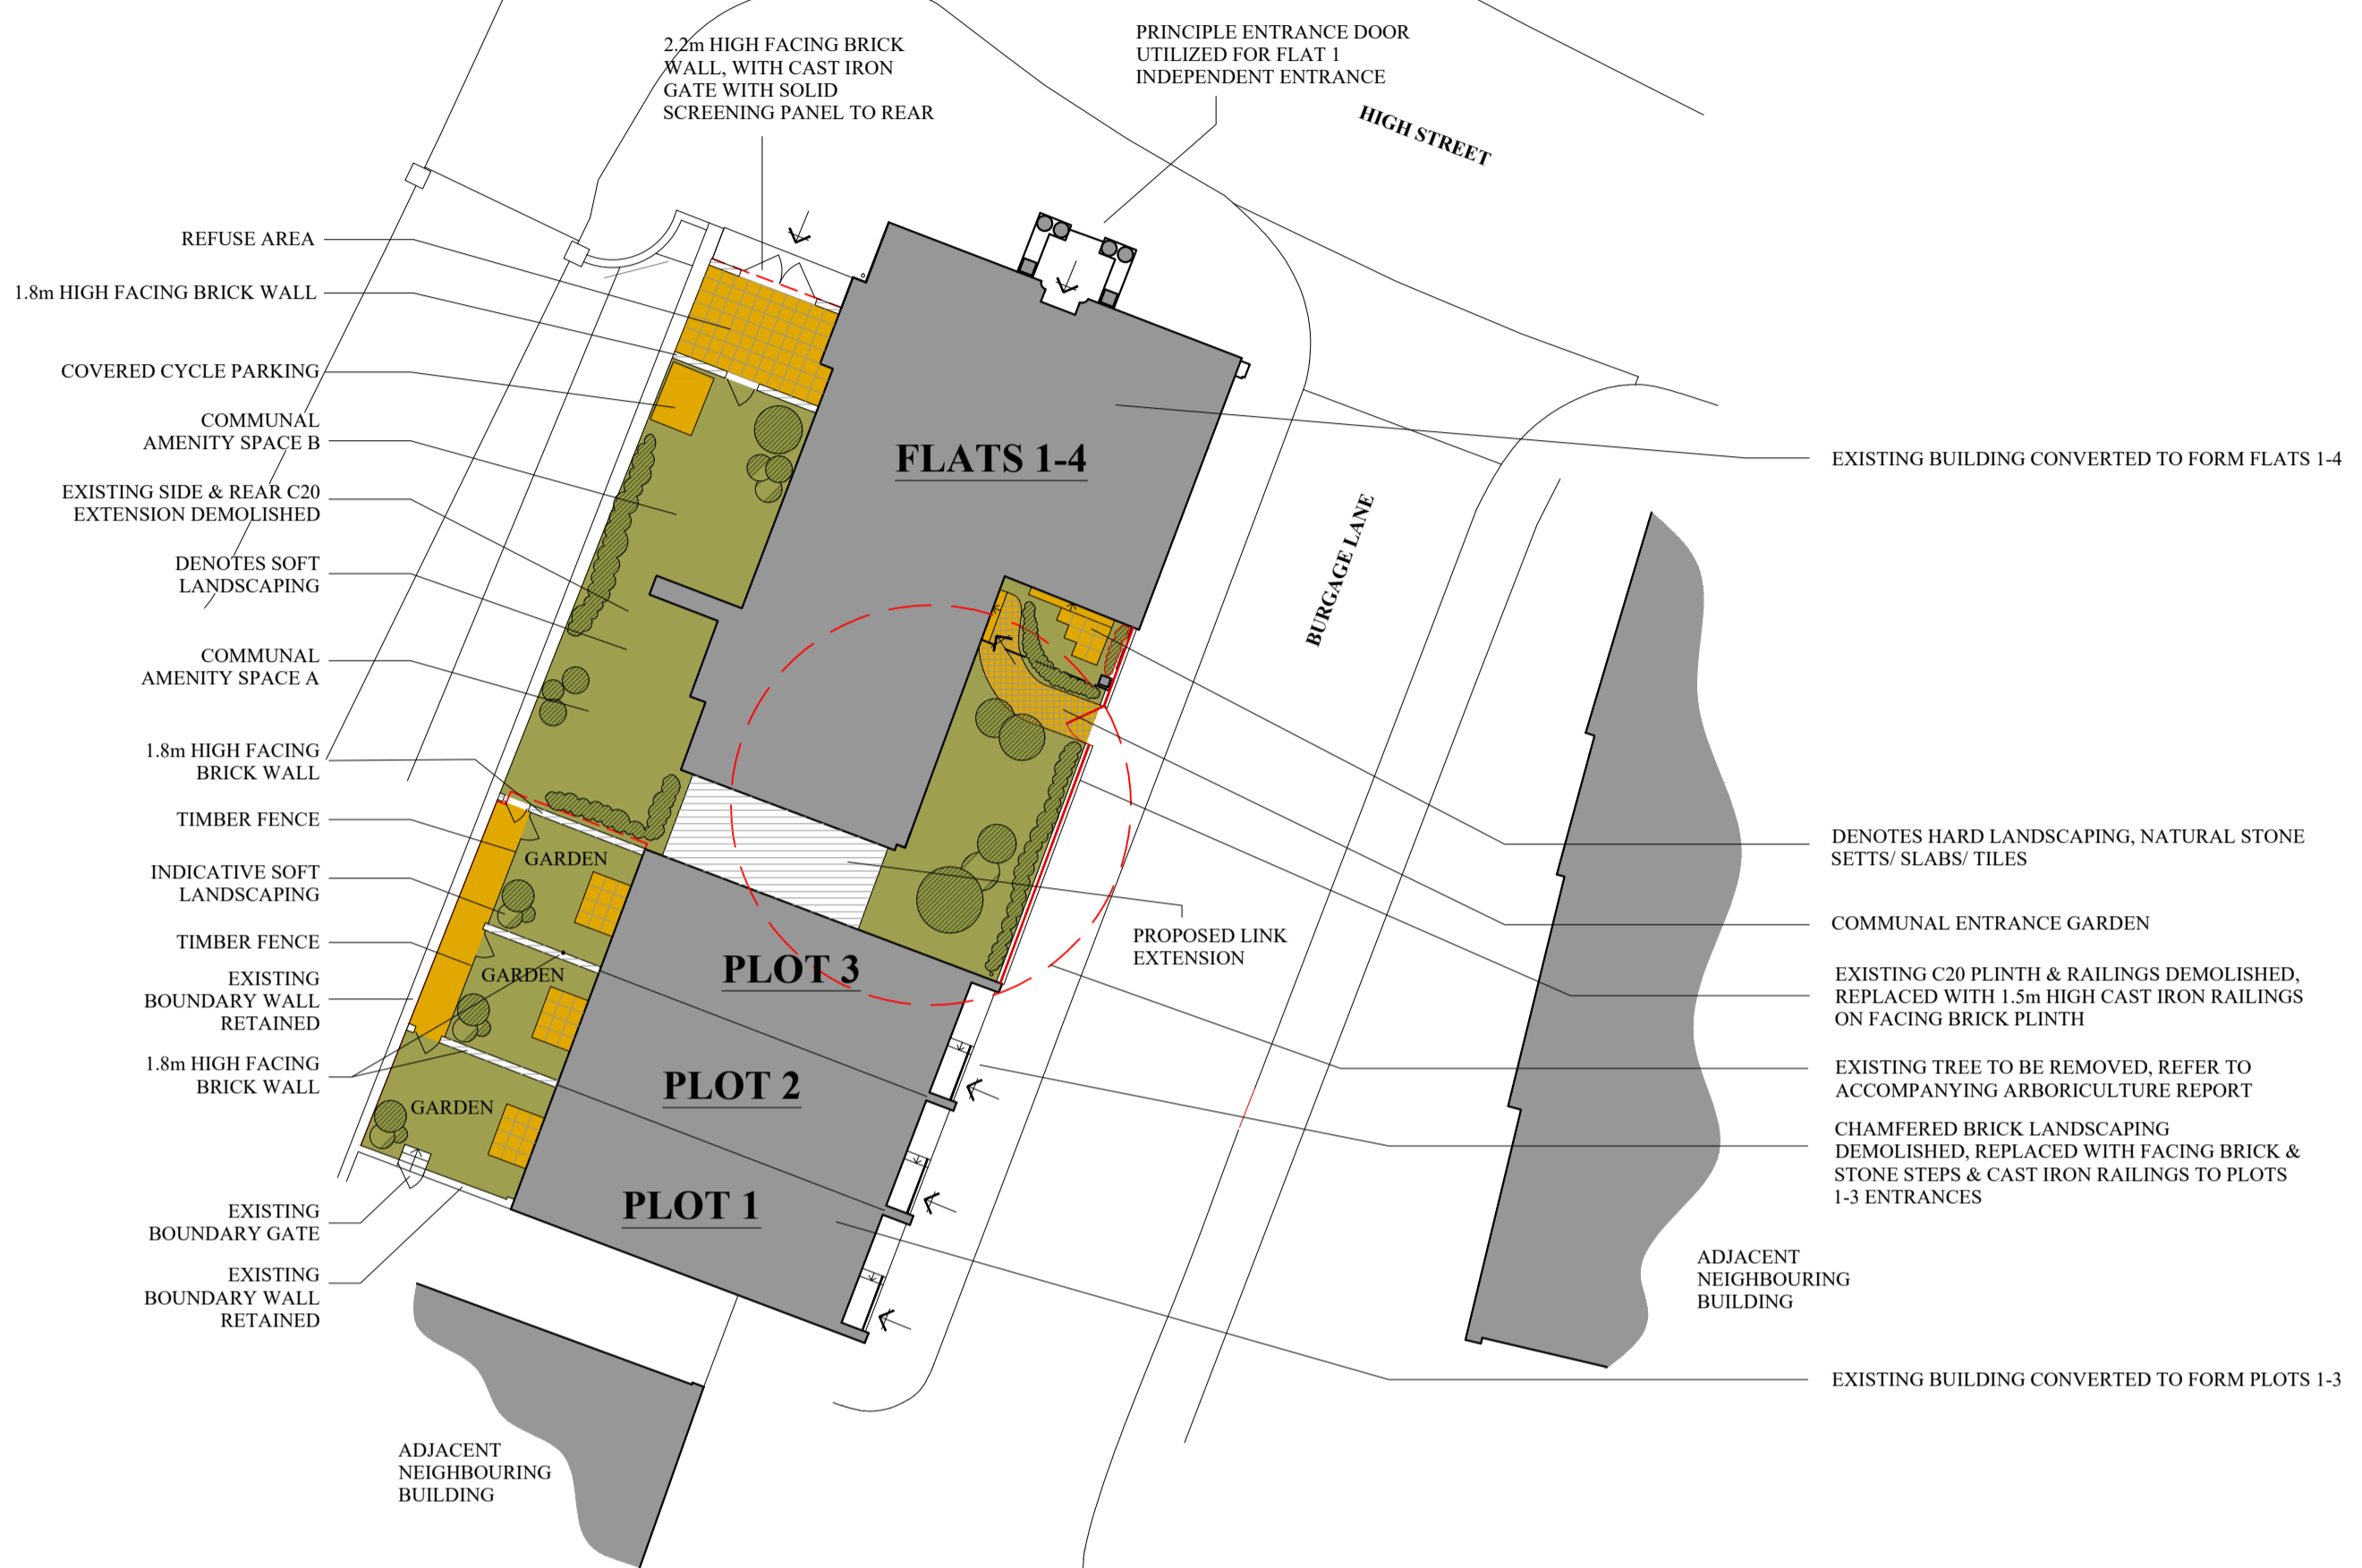 2.2m HIGH FACING BRICK
WALL, WITH CAST IRON
GATE WITH SOLID
SCREENING PANEL TO REAR
PRINCIPLE ENTRANCE DOOR
UTILIZED FOR FLAT 1
INDEPENDENT ENTRANCE
HIGH STREET
REFUSE AREA
1.8m HIGH FACING BRICK WALL
COVERED CYCLE PARKING
COMMUNAL
AMENITY SPACE B
EXISTING SIDE & REAR C20
EXTENSION DEMOLISHED
DENOTES SOFT
LANDSCAPING
COMMUNAL
AMENITY SPACE A
1.8m HIGH FACING
BRICK WALL
TIMBER FENCE
INDICATIVE SOFT
LANDSCAPING
TIMBER FENCE
EXISTING
BOUNDARY WALL
RETAINED
1.8m HIGH FACING
BRICK WALL
EXISTING
BOUNDARY GATE
EXISTING
BOUNDARY WALL
RETAINED
FLATS 1-4
BURGAGE LANE
GARDEN
GARDEN
GARDEN
PLOT 3
PLOT 2
PLOT 1
PROPOSED LINK
EXTENSION
EXISTING BUILDING CONVERTED TO FORM FLATS 1-4
DENOTES HARD LANDSCAPING, NATURAL STONE
SETTS/ SLABS/ TILES
COMMUNAL ENTRANCE GARDEN
EXISTING C20 PLINTH & RAILINGS DEMOLISHED,
REPLACED WITH 1.5m HIGH CAST IRON RAILINGS
ON FACING BRICK PLINTH
EXISTING TREE TO BE REMOVED, REFER TO
ACCOMPANYING ARBORICULTURE REPORT
CHAMFERED BRICK LANDSCAPING
DEMOLISHED, REPLACED WITH FACING BRICK &
STONE STEPS & CAST IRON RAILINGS TO PLOTS
1-3 ENTRANCES
ADJACENT
NEIGHBOURING
BUILDING
EXISTING BUILDING CONVERTED TO FORM PLOTS 1-3
ADJACENT
NEIGHBOURING
BUILDING